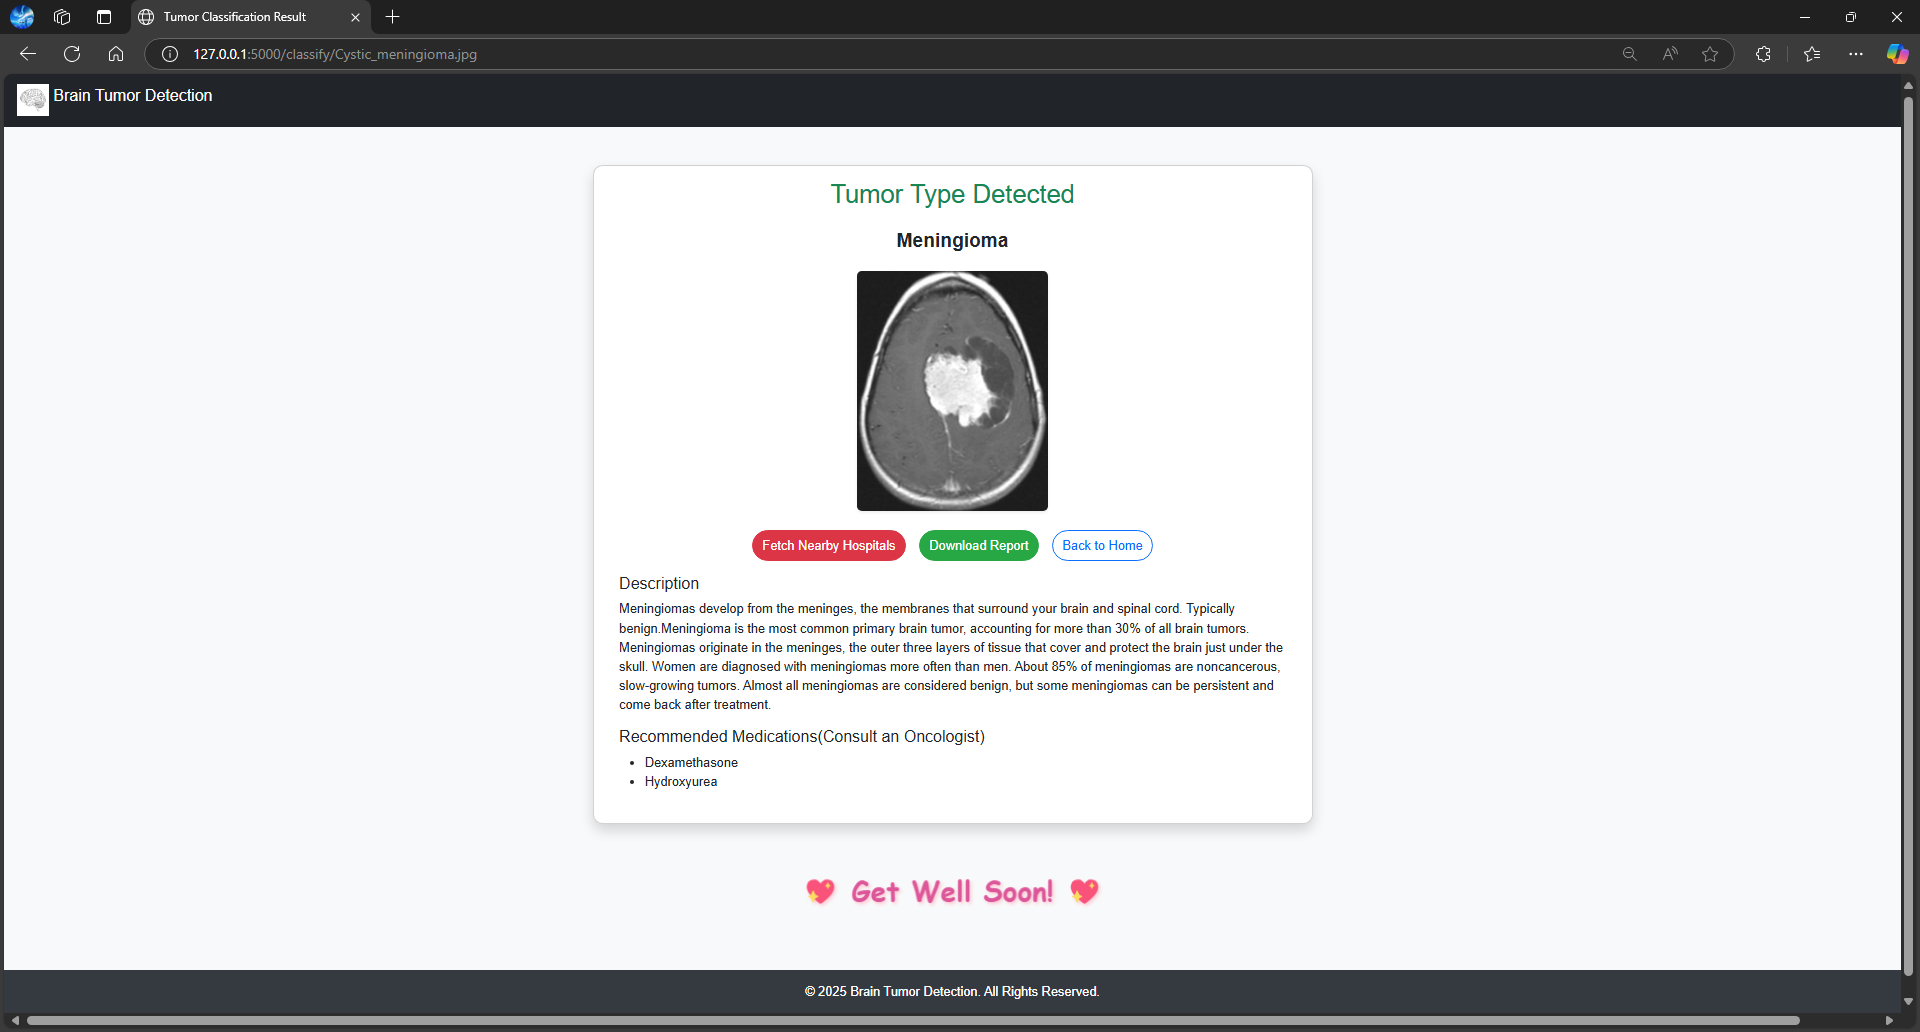 Tumor Classification Result
127.0.0.1:5000/classify/Cystic_meningioma.jpg
Brain Tumor Detection
Tumor Type Detected
Meningioma
Fetch Nearby Hospitals
Download Report
Back to Home
Description
Meningiomas develop from the meninges, the membranes that surround your brain and spinal cord. Typically
benign.Meningioma is the most common primary brain tumor, accounting for more than 30% of all brain tumors.
Meningiomas originate in the meninges, the outer three layers of tissue that cover and protect the brain just under the
skull. Women are diagnosed with meningiomas more often than men. About 85% of meningiomas are noncancerous,
slow-growing tumors. Almost all meningiomas are considered benign, but some meningiomas can be persistent and
come back after treatment.
Recommended Medications(Consult an Oncologist)
• Dexamethasone
• Hydroxyurea
💖 Get Well Soon! 💖
© 2025 Brain Tumor Detection. All Rights Reserved.